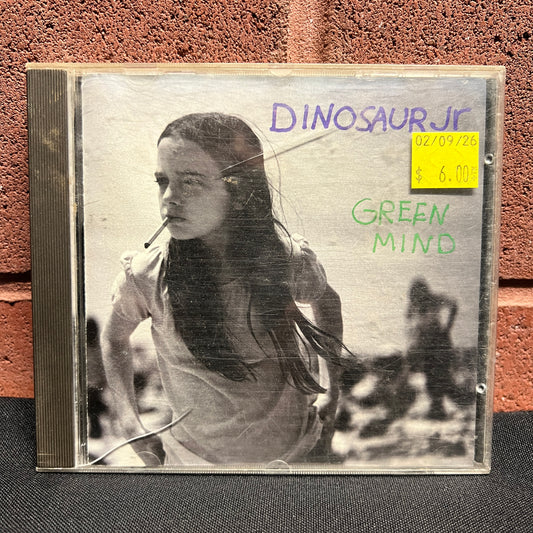 DINOSAUR Jr
02/09/26
$ 6.00
GREEN
MIND